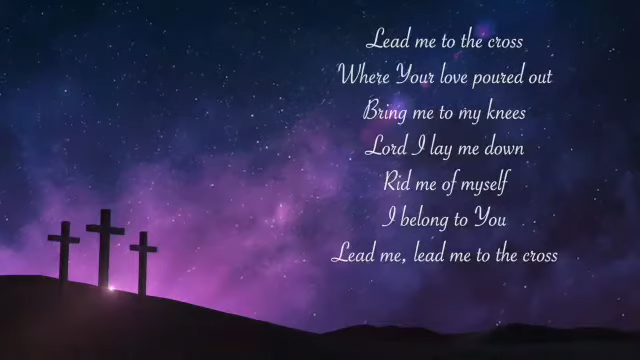 Lead me to the cross
Where Your love poured out
Bring me to my knees
Lord I lay me down
Rid me of myself
I belong to You
Lead me, lead me to the cross